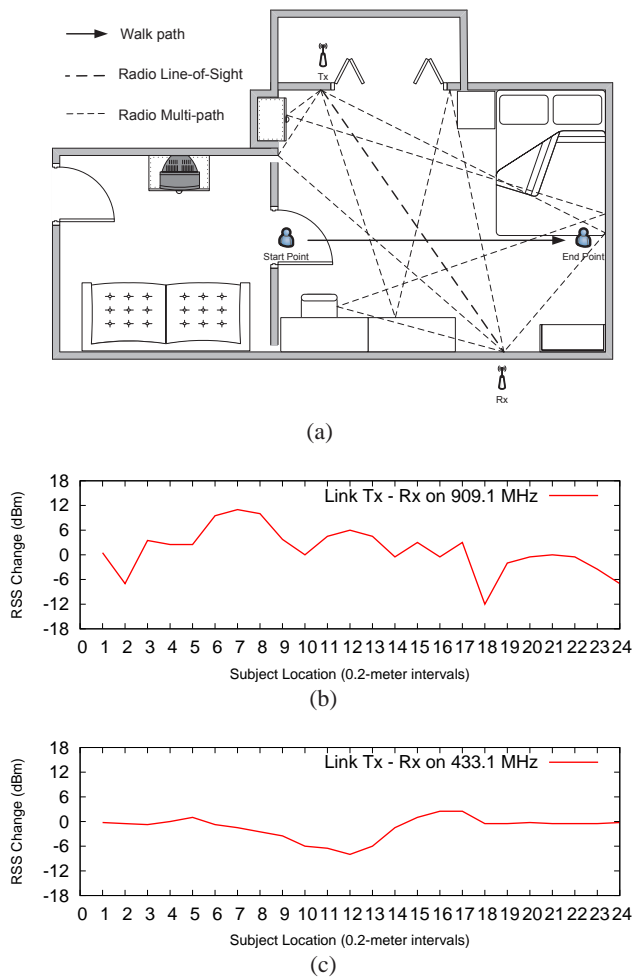 Walk path
Radio Line-of-Sight
Radio Multi-path
Tx
Start Point
End Point
Rx
(a)
RSS Change (dBm)
18
12
6
0
-6
-12
-18
Link Tx - Rx on 909.1 MHz
0 1 2 3 4 5 6 7 8 9 10 11 12 13 14 15 16 17 18 19 20 21 22 23 24
Subject Location (0.2-meter intervals)
(b)
RSS Change (dBm)
18
12
6
0
-6
-12
-18
Link Tx - Rx on 433.1 MHz
0 1 2 3 4 5 6 7 8 9 10 11 12 13 14 15 16 17 18 19 20 21 22 23 24
Subject Location (0.2-meter intervals)
(c)